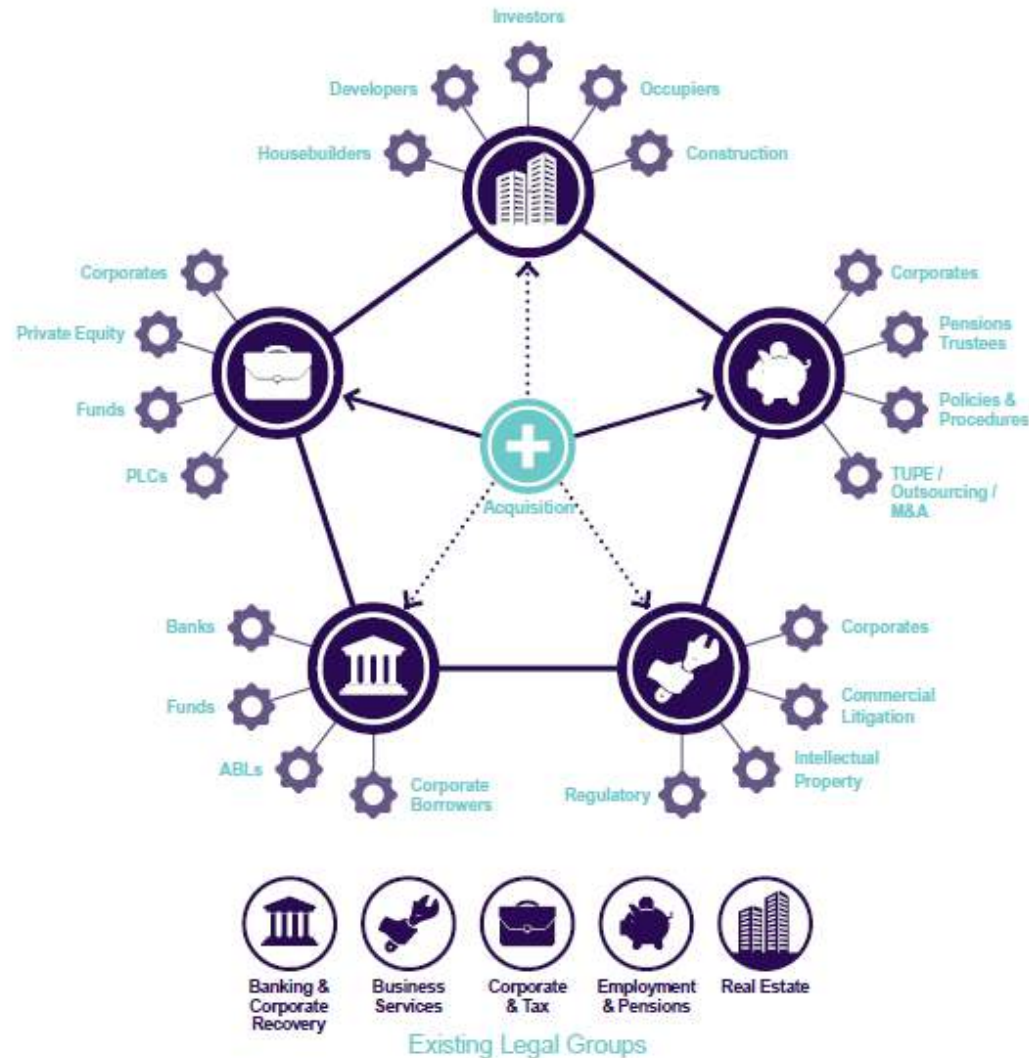 Investors
Developers
Occupiers
Housebuilders
Construction
Corporates
Private Equity
Funds
PLCs
Corporates
Pensions
Trustees
Policies &
Procedures
TUPE /
Outsourcing /
M&A
Acquisition
Banks
Funds
ABLs
Corporate
Borrowers
Corporates
Commercial
Litigation
Intellectual
Property
Regulatory
Banking &
Corporate
Recovery
Business
Services
Corporate
& Tax
Employment
& Pensions
Real Estate
Existing Legal Groups